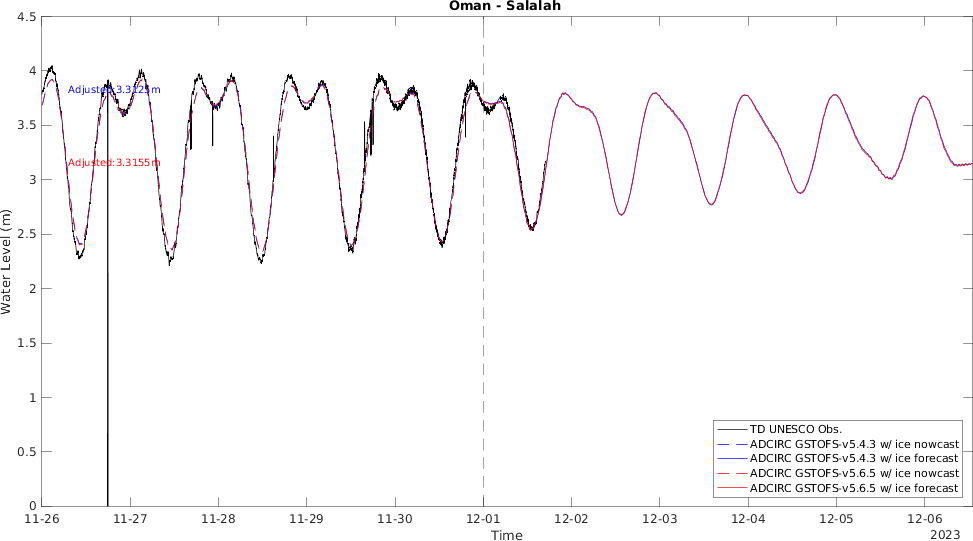 Oman - Salalah
4.5
4
3.5
3
2.5
2
1.5
1
0.5
0
Water Level (m)
Adjusted:3.3125m
Adjusted:3.3155m
TD UNESCO Obs.
ADCIRC GSTOFS-v5.4.3 w/ ice nowcast
ADCIRC GSTOFS-v5.4.3 w/ ice forecast
ADCIRC GSTOFS-v5.6.5 w/ ice nowcast
ADCIRC GSTOFS-v5.6.5 w/ ice forecast
11-26 11-27 11-28 11-29 11-30 12-01 12-02 12-03 12-04 12-05 12-06
Time
2023